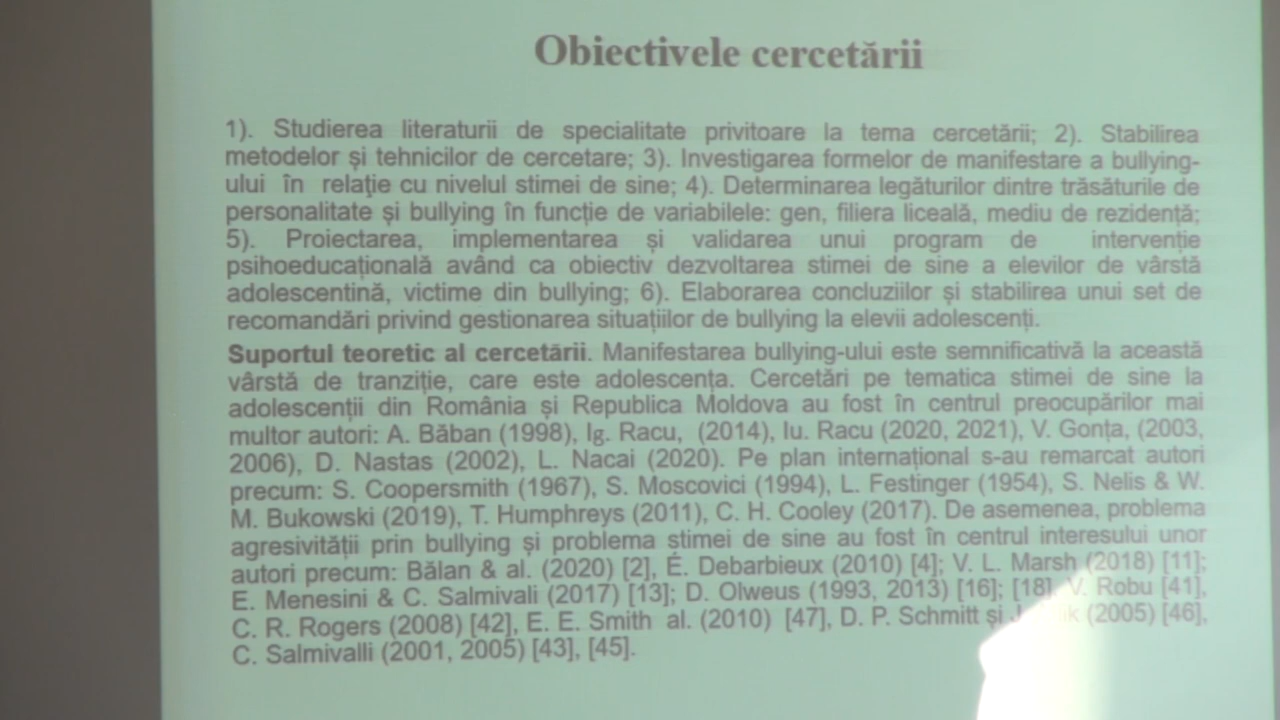 Obiectivele cercetării
1). Studierea literaturii de specialitate privitoare la tema cercetării; 2). Stabilirea
metodelor și tehnicilor de cercetare; 3). Investigarea formelor de manifestare a bullying-
ului în relaţie cu nivelul stimei de sine; 4). Determinarea legăturilor dintre trăsăturile de
personalitate și bullying în funcție de variabilele: gen, filiera liceală, mediu de rezidență;
5). Proiectarea, implementarea și validarea unui program de intervenție
psihoeducațională având ca obiectiv dezvoltarea stimei de sine a elevilor de vârstă
adolescentină, victime din bullying; 6). Elaborarea concluziilor și stabilirea unui set de
recomandări privind gestionarea situațiilor de bullying la elevii adolescenți.
Suportul teoretic al cercetării. Manifestarea bullying-ului este semnificativă la această
vârstă de tranziție, care este adolescența. Cercetări pe tematica stimei de sine la
adolescenții din România și Republica Moldova au fost în centrul preocupărilor mai
multor autori: A. Băban (1998), Ig. Racu, (2014), Iu. Racu (2020, 2021), V. Gonța, (2003,
2006), D. Nastas (2002), L. Nacai (2020). Pe plan internațional s-au remarcat autori
precum: S. Coopersmith (1967), S. Moscovici (1994), L. Festinger (1954), S. Nelis & W.
M. Bukowski (2019), T. Humphreys (2011), C. H. Cooley (2017). De asemenea, problema
agresivității prin bullying și problema stimei de sine au fost în centrul interesului unor
autori precum: Bălan & al. (2020) [2], É. Debarbieux (2010) [4]; V. L. Marsh (2018) [11];
E. Menesini & C. Salmivali (2017) [13]; D. Olweus (1993, 2013) [16]; [18], V. Robu [41],
C. R. Rogers (2008) [42], E. E. Smith al. (2010) [47], D. P. Schmitt și (2005) [46],
C. Salmivalli (2001, 2005) [43], [45].